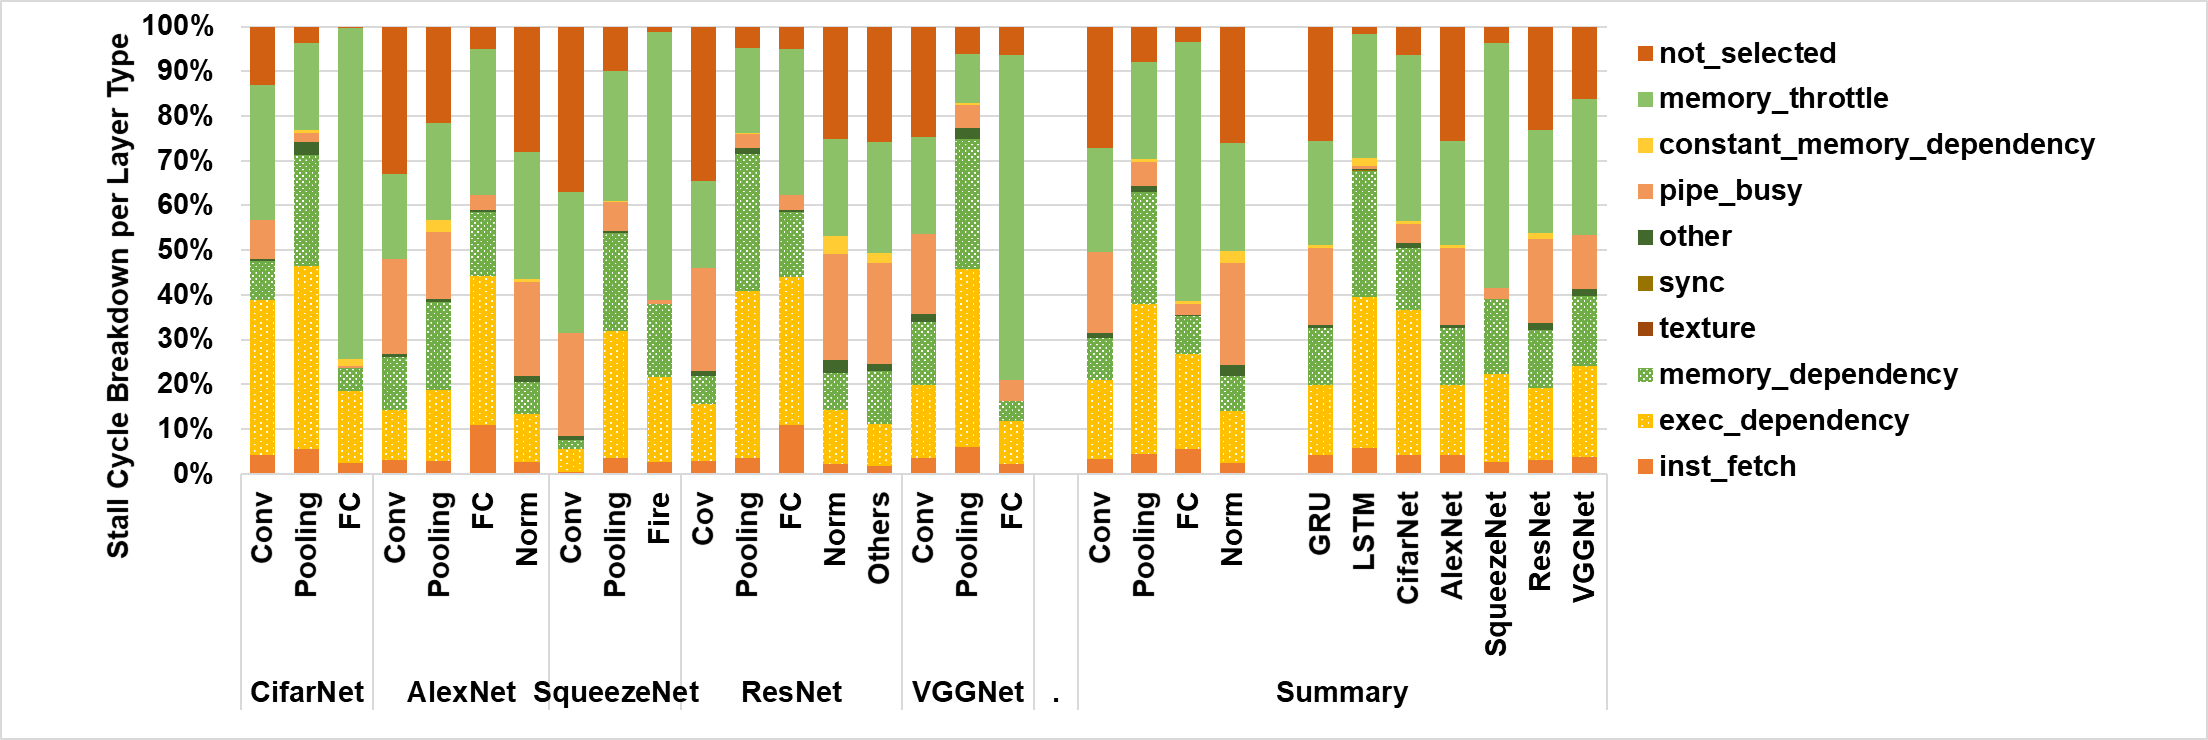 Stall Cycle Breakdown per Layer Type
100%
90%
80%
70%
60%
50%
40%
30%
20%
10%
0%
Conv
Pooling
FC
Conv
Pooling
FC
Norm
Conv
Pooling
Fire
Cov
Pooling
FC
Norm
Others
Conv
Pooling
FC
Conv
Pooling
FC
Norm
GRU
LSTM
CifarNet
AlexNet
SqueezeNet
ResNet
VGGNet
CifarNet
AlexNet
SqueezeNet
ResNet
VGGNet
.
Summary
not_selected
memory_throttle
constant_memory_dependency
pipe_busy
other
sync
texture
memory_dependency
exec_dependency
inst_fetch